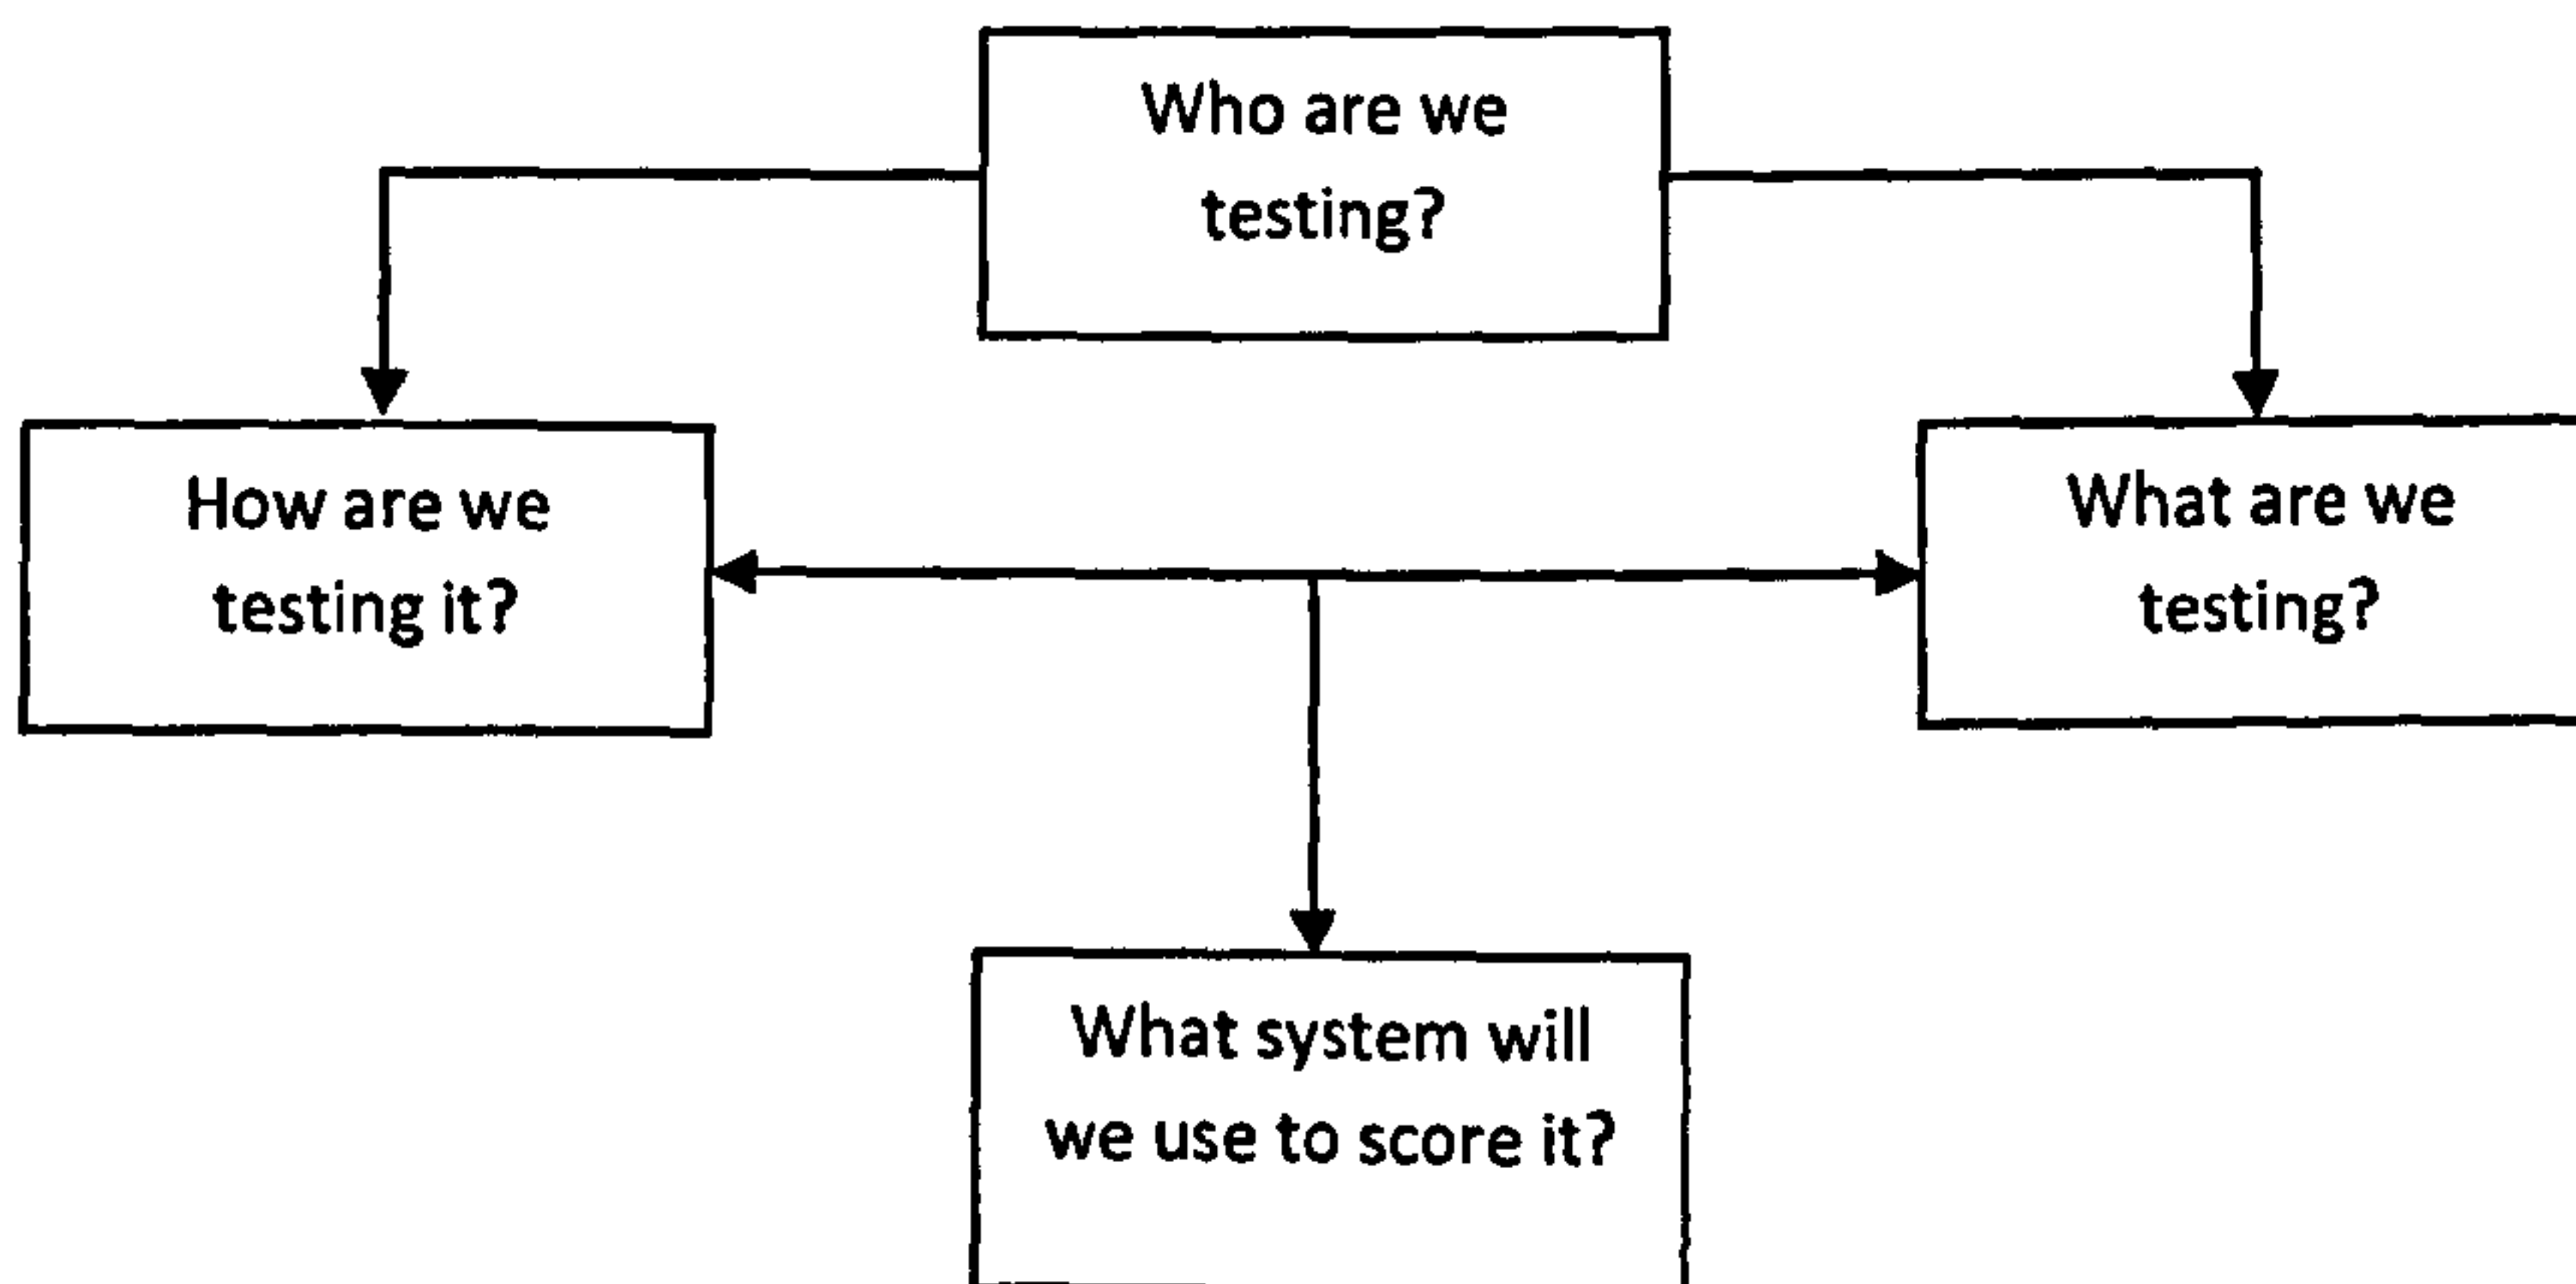 Who are we
testing?
How are we
testing it?
What are we
testing?
What system will
we use to score it?